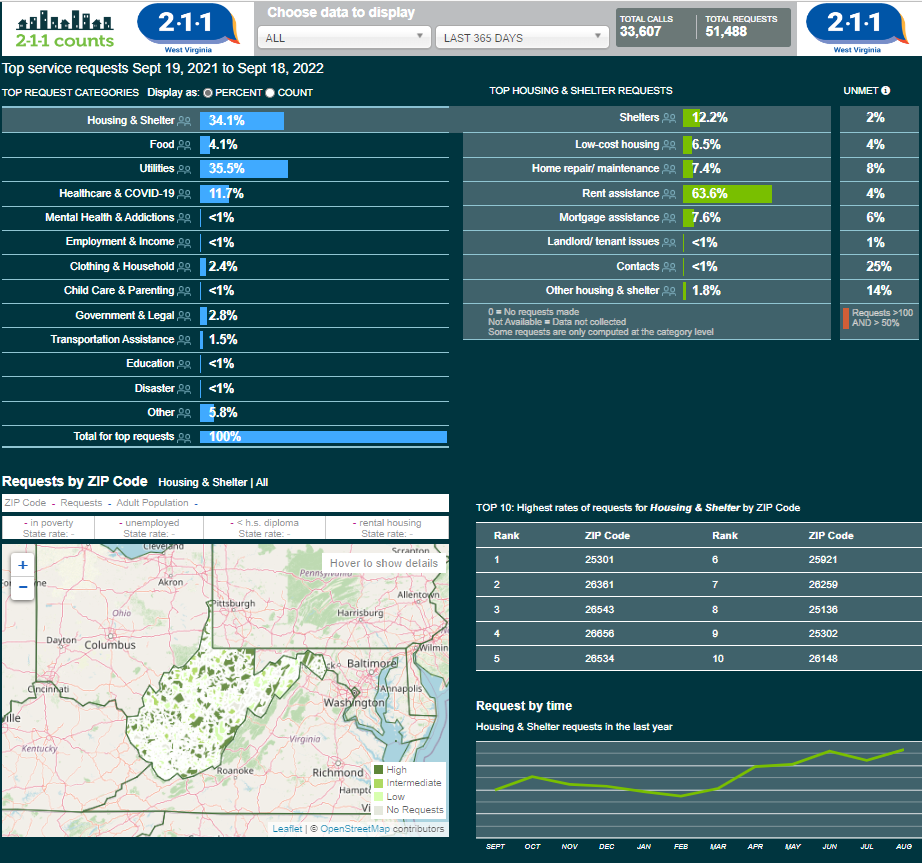 2-1-1 counts
2·1·1
West Virginia
Choose data to display
ALL
LAST 365 DAYS
TOTAL CALLS
33,607
TOTAL REQUESTS
51,488
2·1·1
West Virginia
Top service requests Sept 19, 2021 to Sept 18, 2022
TOP REQUEST CATEGORIES Display as: PERCENT COUNT
Housing & Shelter 34.1%
Food 4.1%
Utilities 35.5%
Healthcare & COVID-19 11.7%
Mental Health & Addictions <1%
Employment & Income <1%
Clothing & Household 2.4%
Child Care & Parenting <1%
Government & Legal 2.8%
Transportation Assistance 1.5%
Education <1%
Disaster <1%
Other 5.8%
Total for top requests 100%
TOP HOUSING & SHELTER REQUESTS UNMET
Shelters 12.2% 2%
Low-cost housing 6.5% 4%
Home repair/ maintenance 7.4% 8%
Rent assistance 63.6% 4%
Mortgage assistance 7.6% 6%
Landlord/ tenant issues <1% 1%
Contacts <1% 25%
Other housing & shelter 1.8% 14%
0 = No requests made
Not Available = Data not collected
Some requests are only computed at the category level
Requests >100
AND > 50%
Requests by ZIP Code Housing & Shelter | All
ZIP Code - Requests - Adult Population -
- in poverty
State rate: -
- unemployed
State rate: -
- < h.s. diploma
State rate: -
- rental housing
State rate: -
+
−
Hover to show details
Cleveland
Scranton
Akron
Pennsylvania
Allentown
Ohio
Pittsburgh
Harrisburg
Dayton
Columbus
Wilmin
Baltimore
Cincinnati
Annapolis
Washington
ville
Virginia
Kentucky
Roanoke
Richmond
Hampt
Vi
High
Intermediate
Low
No Requests
Leaflet | © OpenStreetMap contributors
TOP 10: Highest rates of requests for Housing & Shelter by ZIP Code
Rank ZIP Code Rank ZIP Code
1 25301 6 25921
2 26361 7 26259
3 26543 8 25136
4 26656 9 25302
5 26534 10 26148
Request by time
Housing & Shelter requests in the last year
SEPT OCT NOV DEC JAN FEB MAR APR MAY JUN JUL AUG